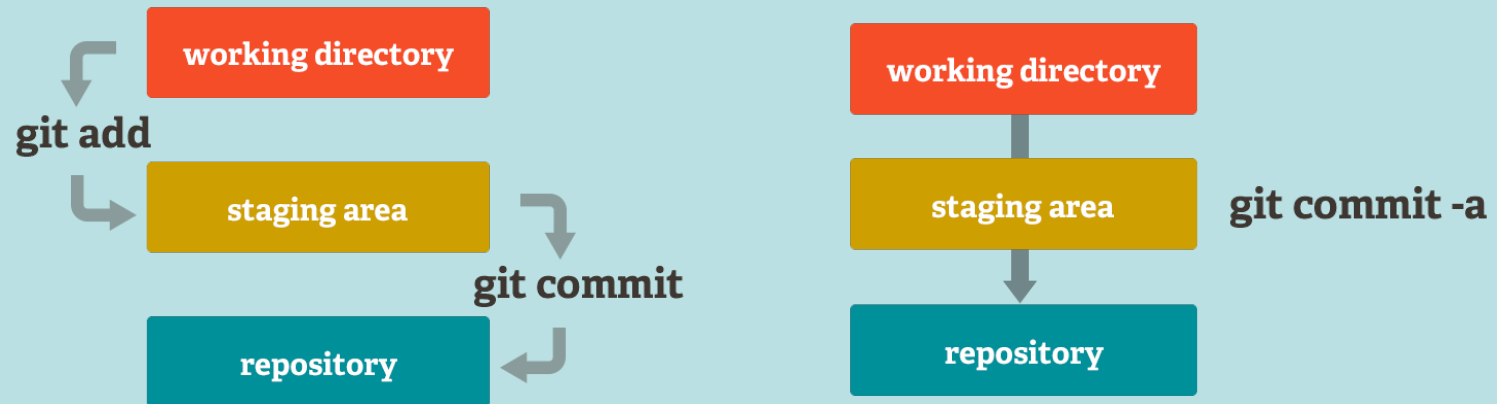 working directory
git add
staging area
git commit
repository
working directory
staging area
git commit -a
repository